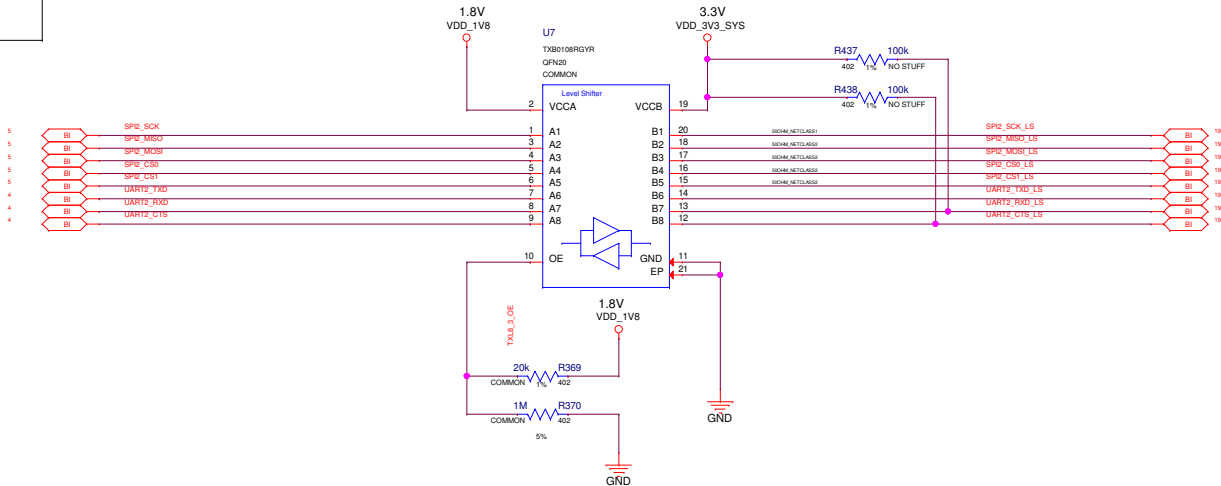 1.8V
VDD_1V8
3.3V
VDD_3V3_SYS
U7
TXB0108RGYR
QFN20
COMMON
Level Shifter
R437 100k
402 1% NO STUFF
R438 100k
402 1% NO STUFF
2 VCCA VCCB 19
5 BI SPI2_SCK 1 A1 B1 20 50OHM_NETCLASS1 SPI2_SCK_LS BI 19
5 BI SPI2_MISO 3 A2 B2 18 50OHM_NETCLASS2 SPI2_MISO_LS BI 19
5 BI SPI2_MOSI 4 A3 B3 17 50OHM_NETCLASS2 SPI2_MOSI_LS BI 19
5 BI SPI2_CS0 5 A4 B4 16 50OHM_NETCLASS2 SPI2_CS0_LS BI 19
5 BI SPI2_CS1 6 A5 B5 15 50OHM_NETCLASS2 SPI2_CS1_LS BI 19
4 BI UART2_TXD 7 A6 B6 14 UART2_TXD_LS BI 19
4 BI UART2_RXD 8 A7 B7 13 UART2_RXD_LS BI 19
4 BI UART2_CTS 9 A8 B8 12 UART2_CTS_LS BI 19
10 OE GND 11
EP 21
TXL8_3_OE
1.8V
VDD_1V8
20k R369
COMMON 1% 402
1M R370
COMMON 402
5%
GND
GND